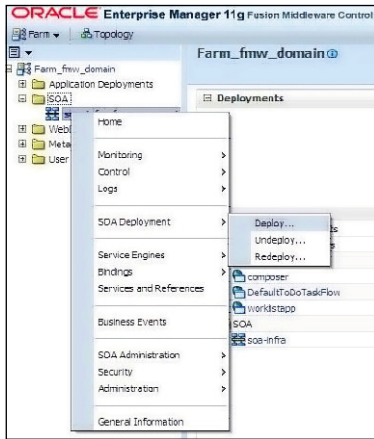 ORACLE Enterprise Manager 11g Fusion Middleware Control
Farm
Topology
Farm_fmw_domain
Farm_fmw_domain
Application Deployments
SOA
Meta
User
Deployments
Home
Monitoring
Control
Logs
SOA Deployment
Deploy...
Undeploy...
Redeploy...
Service Engines
Bindings
Services and References
Business Events
SOA Administration
Security
Administration
General Information
composer
DefaultToDoTaskFlow
worklistapp
SOA
soa-infra